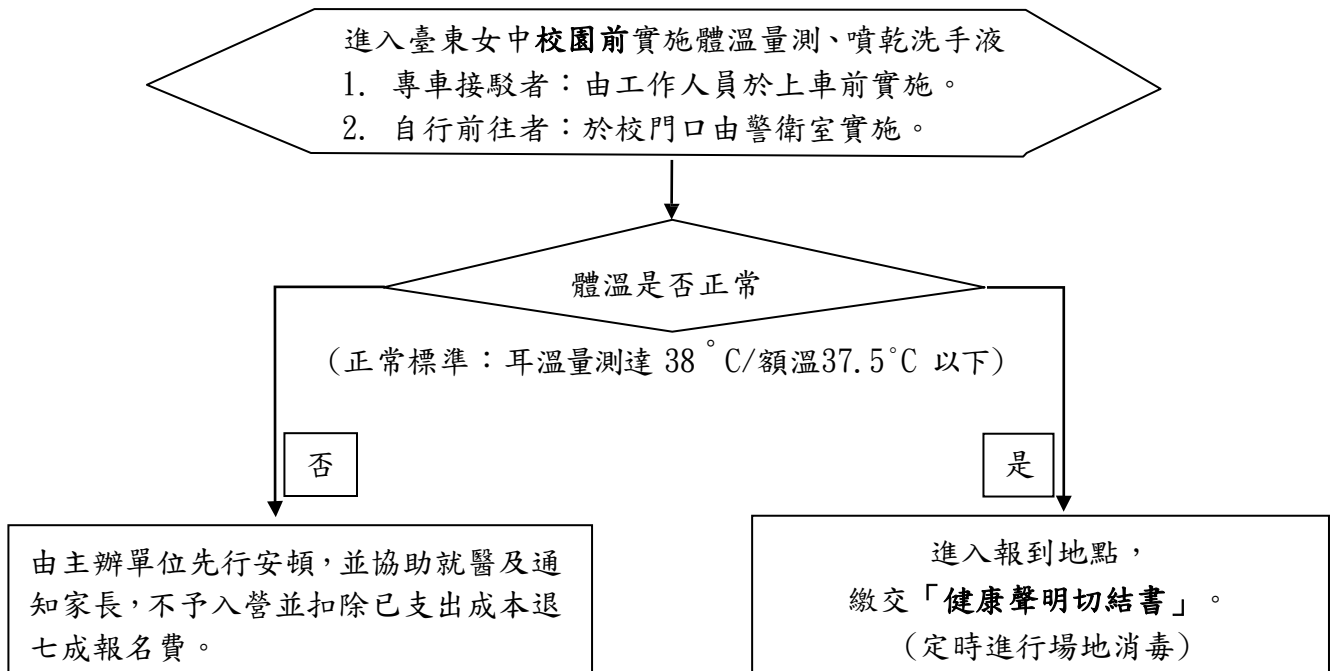 進入臺東女中校園前實施體溫量測、噴乾洗手液
1. 專車接駁者：由工作人員於上車前實施。
2. 自行前往者：於校門口由警衛室實施。
體溫是否正常
(正常標準：耳溫量測達 38°C/額溫37.5°C 以下)
否
是
由主辦單位先行安頓，並協助就醫及通
知家長，不予入營並扣除已支出成本退
七成報名費。
進入報到地點，
繳交「健康聲明切結書」。
(定時進行場地消毒)